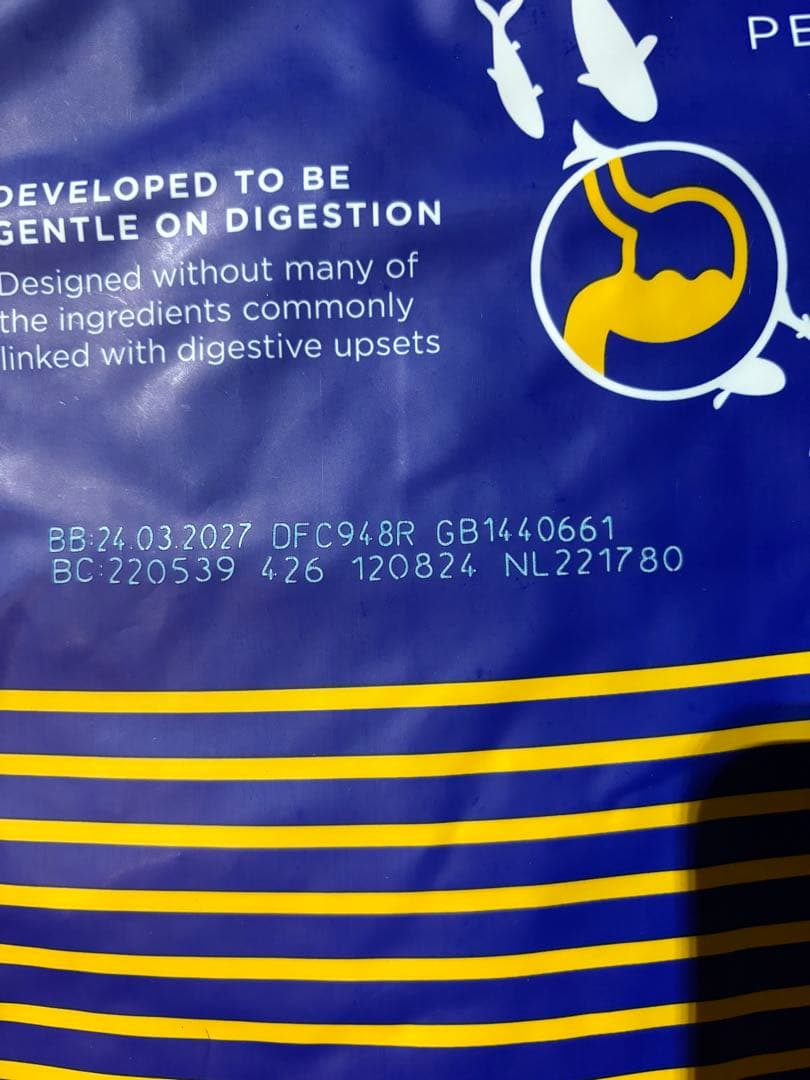 PE
DEVELOPED TO BE
GENTLE ON DIGESTION
Designed without many of
the ingredients commonly
linked with digestive upsets
BB:24.03.2027 DFC948R GB1440661
BC:220539 426 120824 NL221780